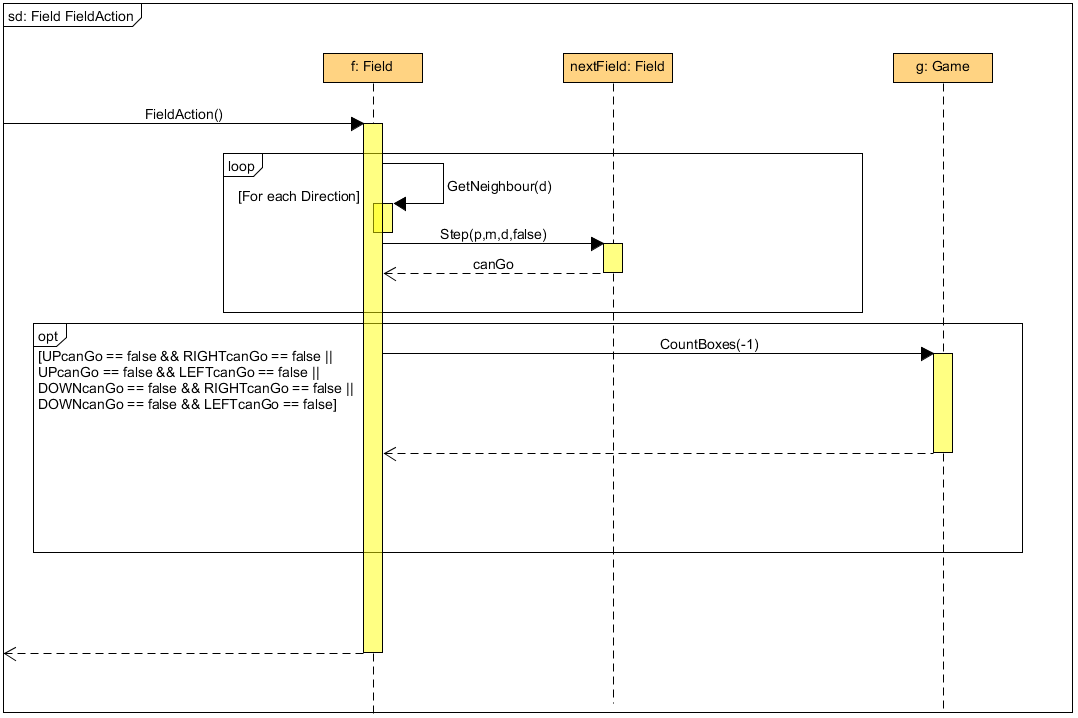 sd: Field FieldAction
f: Field
nextField: Field
g: Game
FieldAction()
loop
[For each Direction]
GetNeighbour(d)
Step(p,m,d,false)
canGo
opt
[UPcanGo == false && RIGHTcanGo == false ||
UPcanGo == false && LEFTcanGo == false ||
DOWNcanGo == false && RIGHTcanGo == false ||
DOWNcanGo == false && LEFTcanGo == false]
CountBoxes(-1)